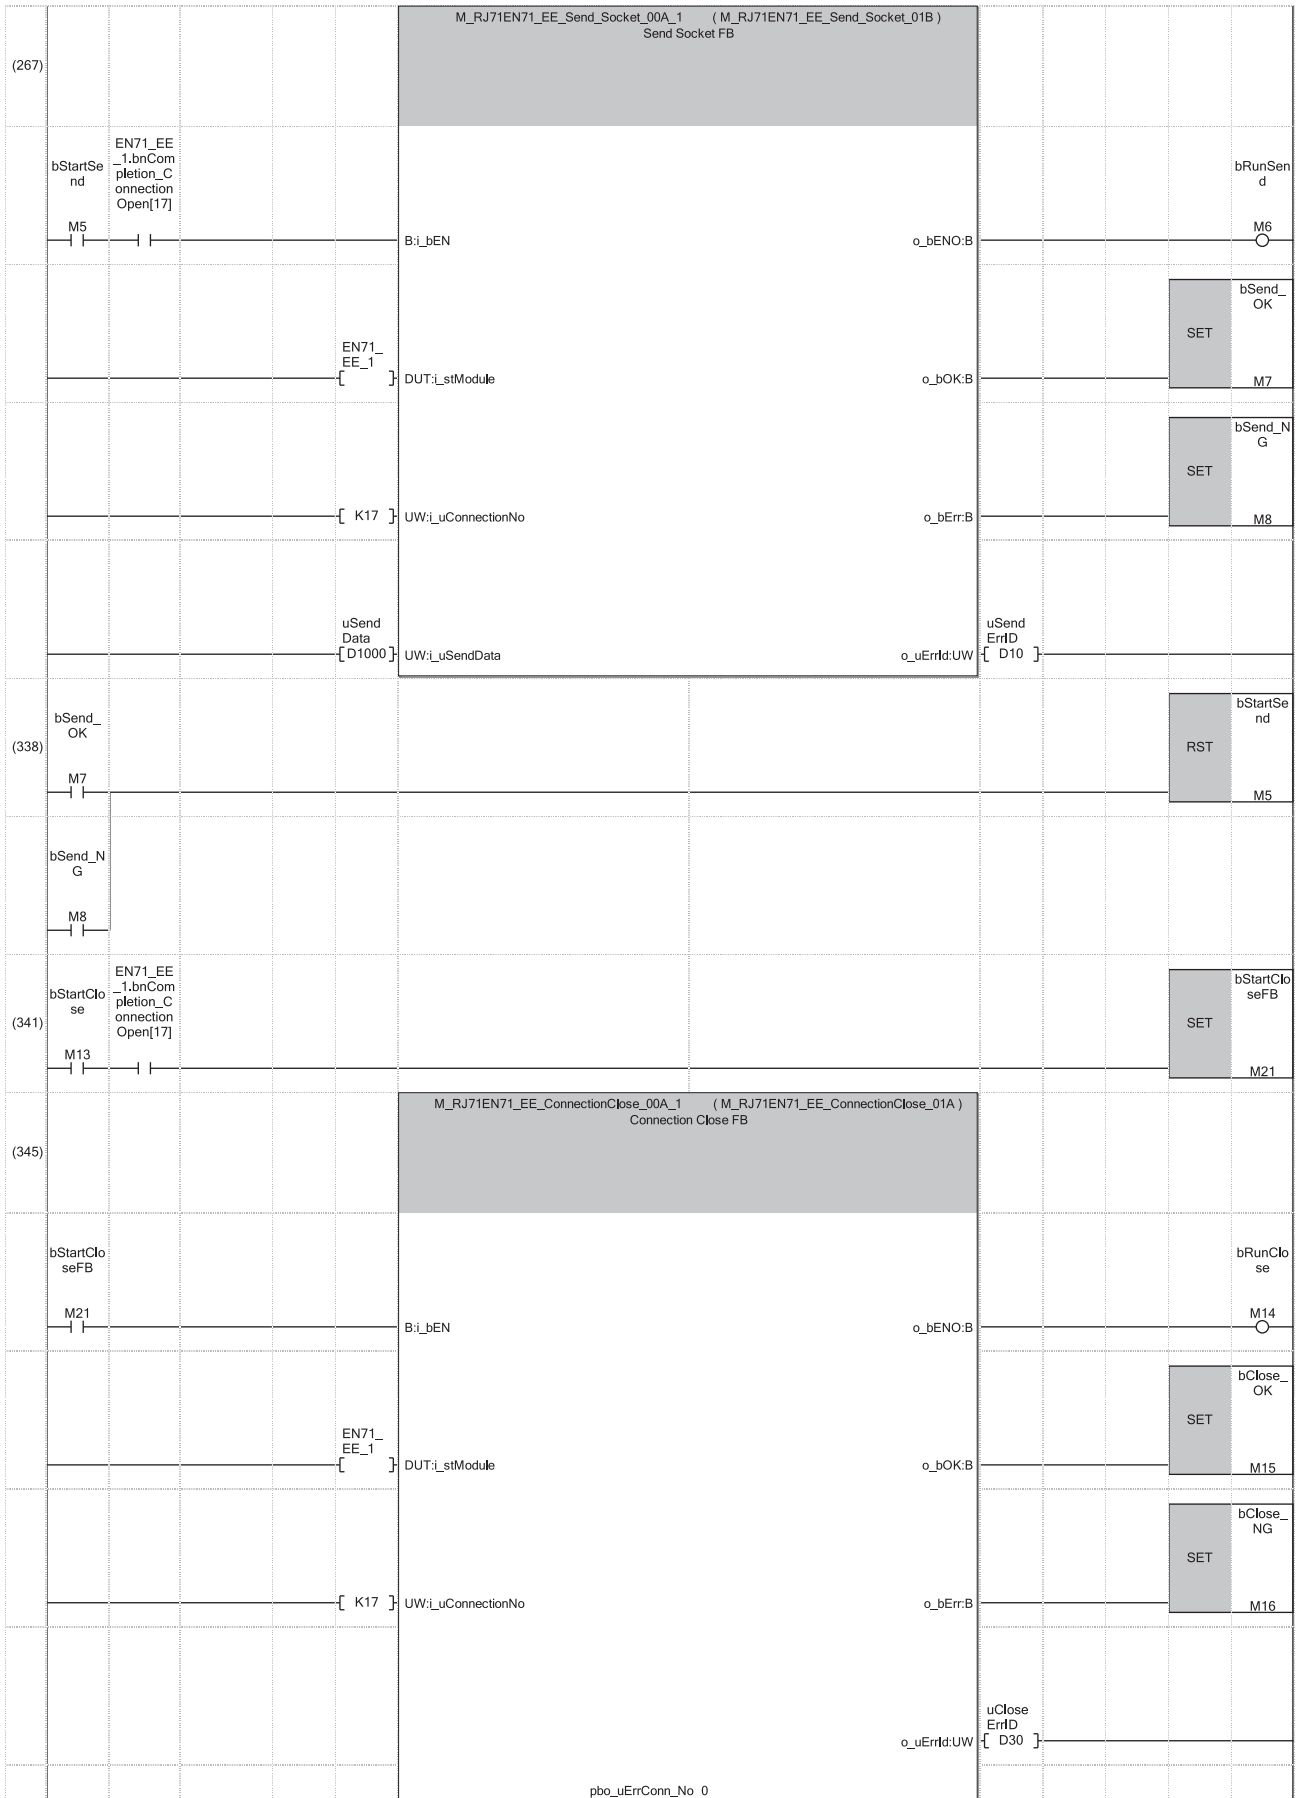 M_RJ71EN71_EE_Send_Socket_00A_1 ( M_RJ71EN71_EE_Send_Socket_01B )
Send Socket FB
(267)
bStartSe
nd
M5
EN71_EE
_1.bnCom
pletion_C
onnection
Open[17]
B:i_bEN
o_bENO:B
bRunSen
d
M6
EN71_
EE_1
DUT:i_stModule
o_bOK:B
SET
bSend_
OK
M7
K17
UW:i_uConnectionNo
o_bErr:B
SET
bSend_N
G
M8
uSend
Data
D1000
UW:i_uSendData
o_uErrId:UW
uSend
ErrID
D10
(338)
bSend_
OK
M7
RST
bStartSe
nd
M5
bSend_N
G
M8
(341)
bStartClo
se
M13
EN71_EE
_1.bnCom
pletion_C
onnection
Open[17]
SET
bStartClo
seFB
M21
M_RJ71EN71_EE_ConnectionClose_00A_1 ( M_RJ71EN71_EE_ConnectionClose_01A )
Connection Close FB
(345)
bStartClo
seFB
M21
B:i_bEN
o_bENO:B
bRunClo
se
M14
EN71_
EE_1
DUT:i_stModule
o_bOK:B
SET
bClose_
OK
M15
K17
UW:i_uConnectionNo
o_bErr:B
SET
bClose_
NG
M16
o_uErrId:UW
uClose
ErrID
D30
pbo_uErrConn_No 0